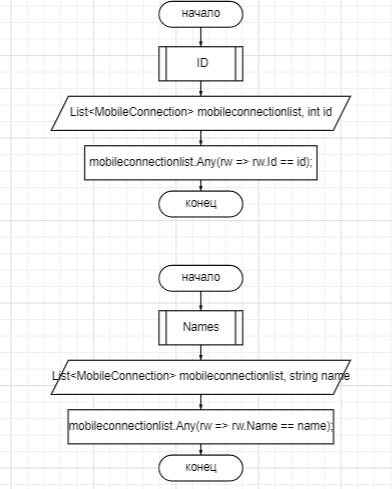 начало
ID
List<MobileConnection> mobileconnectionlist, int id
mobileconnectionlist.Any(rw => rw.Id == id);
конец
начало
Names
List<MobileConnection> mobileconnectionlist, string name
mobileconnectionlist.Any(rw => rw.Name == name);
конец